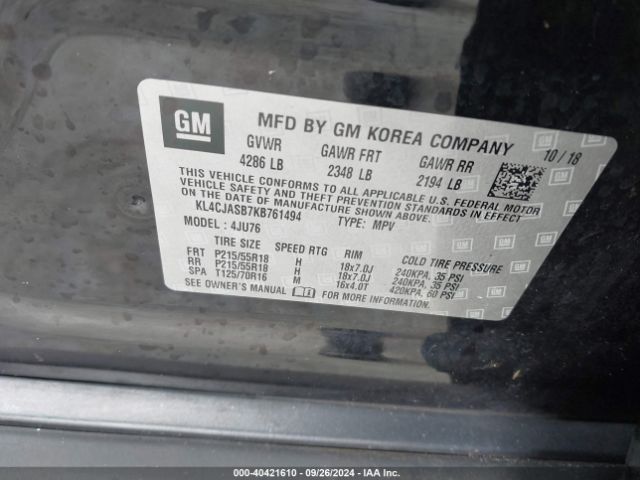 GM
MFD BY GM KOREA COMPANY
10/18
GVWR GAWR FRT GAWR RR
4286 LB 2348 LB 2194 LB
THIS VEHICLE CONFORMS TO ALL APPLICABLE U.S. FEDERAL MOTOR
VEHICLE SAFETY AND THEFT PREVENTION STANDARDS IN EFFECT
ON THE DATE OF MANUFACTURE SHOWN ABOVE.
KL4CJASB7KB761494 TYPE: MPV
MODEL: 4JU76
TIRE SIZE SPEED RTG RIM COLD TIRE PRESSURE
FRT P215/55R18 H 18x7.0J 240KPA, 35 PSI
RR P215/55R18 H 18x7.0J 240KPA, 35 PSI
SPA T125/70R16 M 16x4.0T 420KPA, 60 PSI
SEE OWNER'S MANUAL FOR MORE INFORMATION.
000-40421610 - 09/26/2024 - IAA Inc.